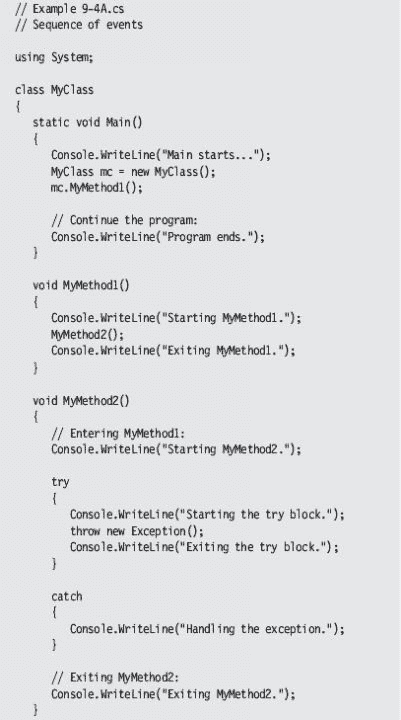 // Example 9-4A.cs
// Sequence of events
using System;
class MyClass
{
static void Main()
{
Console.WriteLine("Main starts...");
MyClass mc = new MyClass();
mc.MyMethod1();
// Continue the program:
Console.WriteLine("Program ends.");
}
void MyMethod1()
{
Console.WriteLine("Starting MyMethod1.");
MyMethod2();
Console.WriteLine("Exiting MyMethod1.");
}
void MyMethod2()
{
// Entering MyMethod1:
Console.WriteLine("Starting MyMethod2.");
try
{
Console.WriteLine("Starting the try block.");
throw new Exception();
Console.WriteLine("Exiting the try block.");
}
catch
{
Console.WriteLine("Handling the exception.");
}
// Exiting MyMethod2:
Console.WriteLine("Exiting MyMethod2.");
}